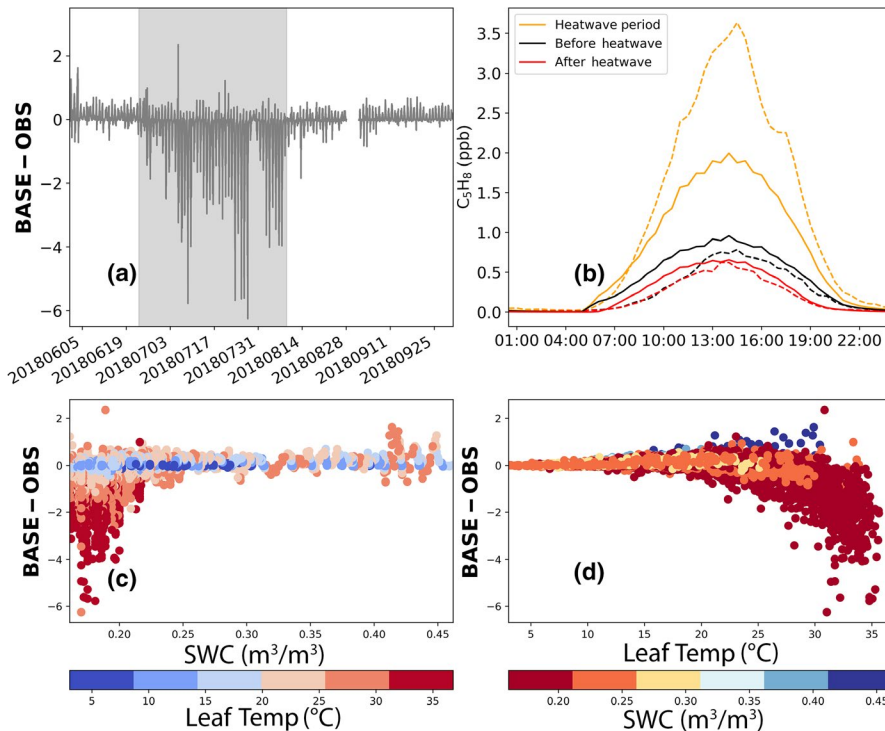 2
0
−2
−4
−6
BASE − OBS
(a)
20180605
20180619
20180703
20180717
20180731
20180814
20180828
20180911
20180925
Heatwave period
Before heatwave
After heatwave
3.5
3.0
2.5
2.0
1.5
1.0
0.5
0.0
C₅H₈ (ppb)
(b)
01:00 04:00 07:00 10:00 13:00 16:00 19:00 22:00
2
0
−2
−4
−6
BASE − OBS
(c)
0.20 0.25 0.30 0.35 0.40 0.45
SWC (m³/m³)
5 10 15 20 25 30 35
Leaf Temp (°C)
2
0
−2
−4
−6
BASE − OBS
(d)
5 10 15 20 25 30 35
Leaf Temp (°C)
0.20 0.25 0.30 0.35 0.40 0.45
SWC (m³/m³)